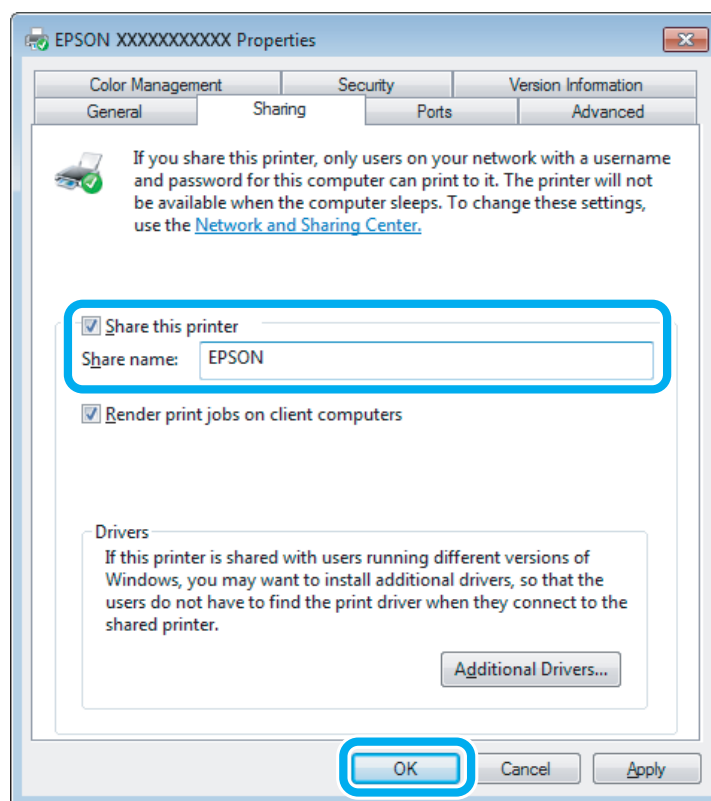 EPSON XXXXXXXXXXX Properties
Color Management Security Version Information
General Sharing Ports Advanced
If you share this printer, only users on your network with a username
and password for this computer can print to it. The printer will not
be available when the computer sleeps. To change these settings,
use the Network and Sharing Center.
Share this printer
Share name: EPSON
Render print jobs on client computers
Drivers
If this printer is shared with users running different versions of
Windows, you may want to install additional drivers, so that the
users do not have to find the print driver when they connect to the
shared printer.
Additional Drivers...
OK Cancel Apply